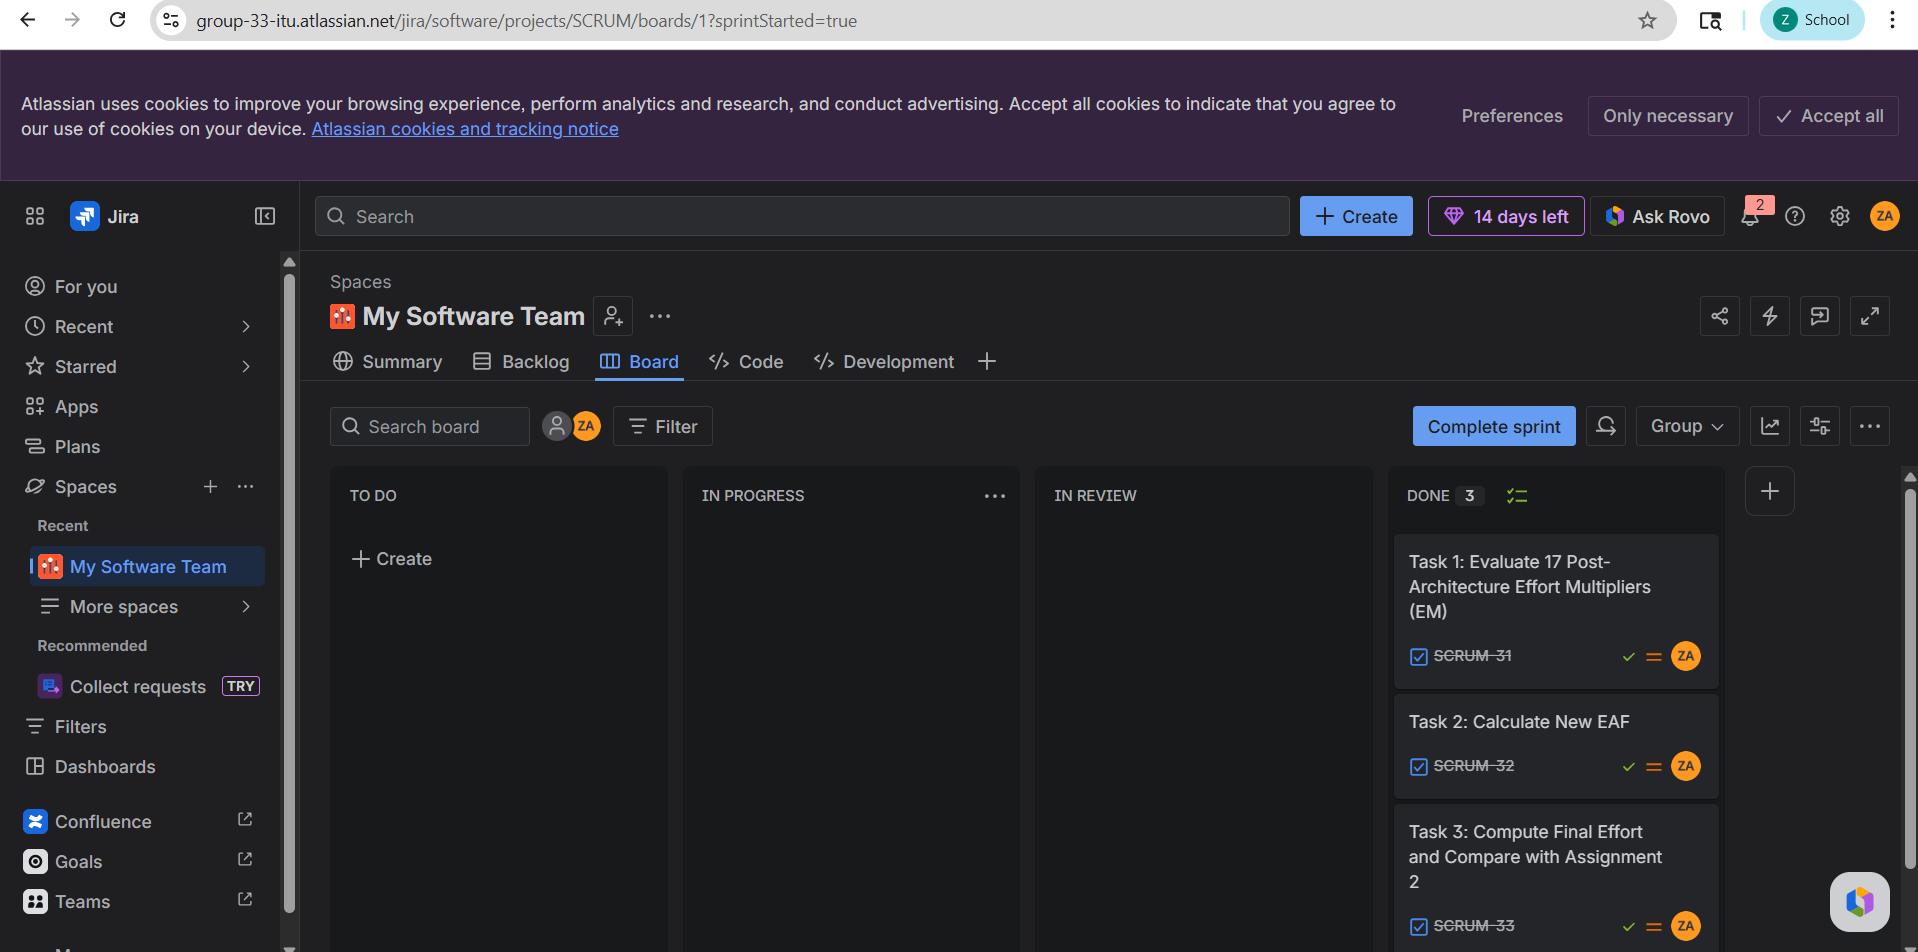 group-33-itu.atlassian.net/jira/software/projects/SCRUM/boards/1?sprintStarted=true
Z School
Atlassian uses cookies to improve your browsing experience, perform analytics and research, and conduct advertising. Accept all cookies to indicate that you agree to
our use of cookies on your device. Atlassian cookies and tracking notice
Preferences
Only necessary
Accept all
Jira
Search
Create
14 days left
Ask Rovo
2
ZA
For you
Recent
Starred
Apps
Plans
Spaces
Recent
My Software Team
More spaces
Recommended
Collect requests TRY
Filters
Dashboards
Confluence
Goals
Teams
Spaces
My Software Team
Summary
Backlog
Board
Code
Development
Search board
ZA
Filter
Complete sprint
Group
TO DO
Create
IN PROGRESS
IN REVIEW
DONE 3
Task 1: Evaluate 17 Post-
Architecture Effort Multipliers
(EM)
SCRUM-31
ZA
Task 2: Calculate New EAF
SCRUM-32
ZA
Task 3: Compute Final Effort
and Compare with Assignment
2
SCRUM-33
ZA